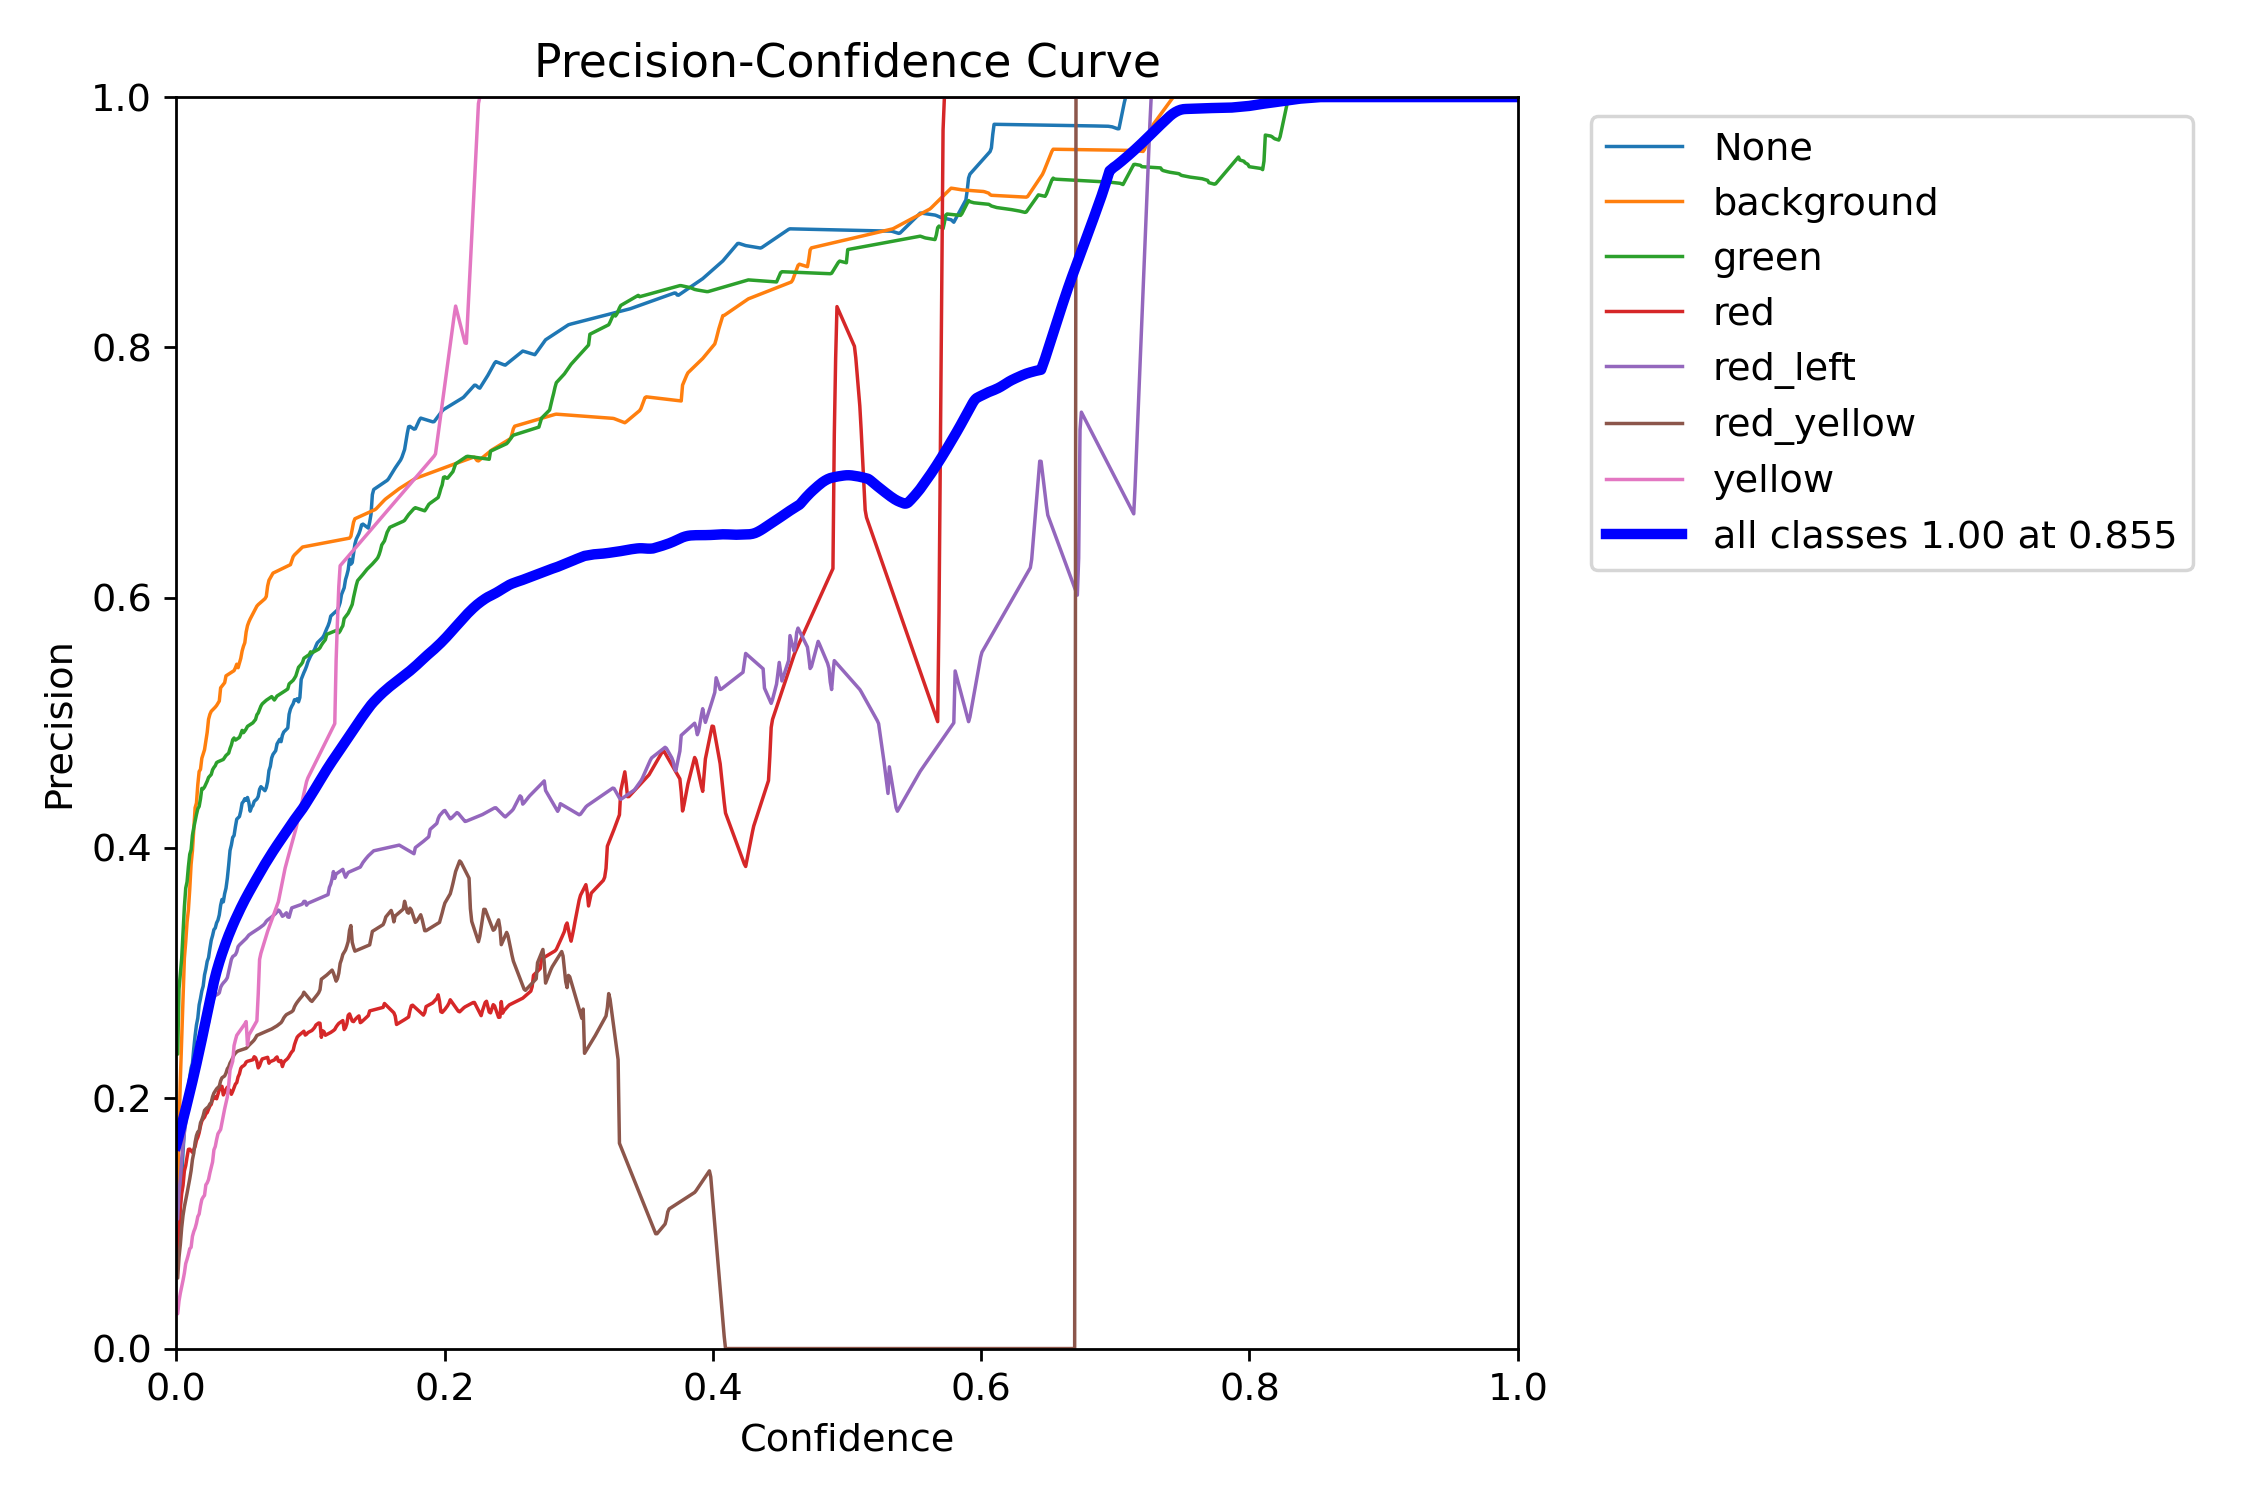 Precision-Confidence Curve
1.0
0.8
0.6
0.4
0.2
0.0
Precision
0.0 0.2 0.4 0.6 0.8 1.0
Confidence
None
background
green
red
red_left
red_yellow
yellow
all classes 1.00 at 0.855